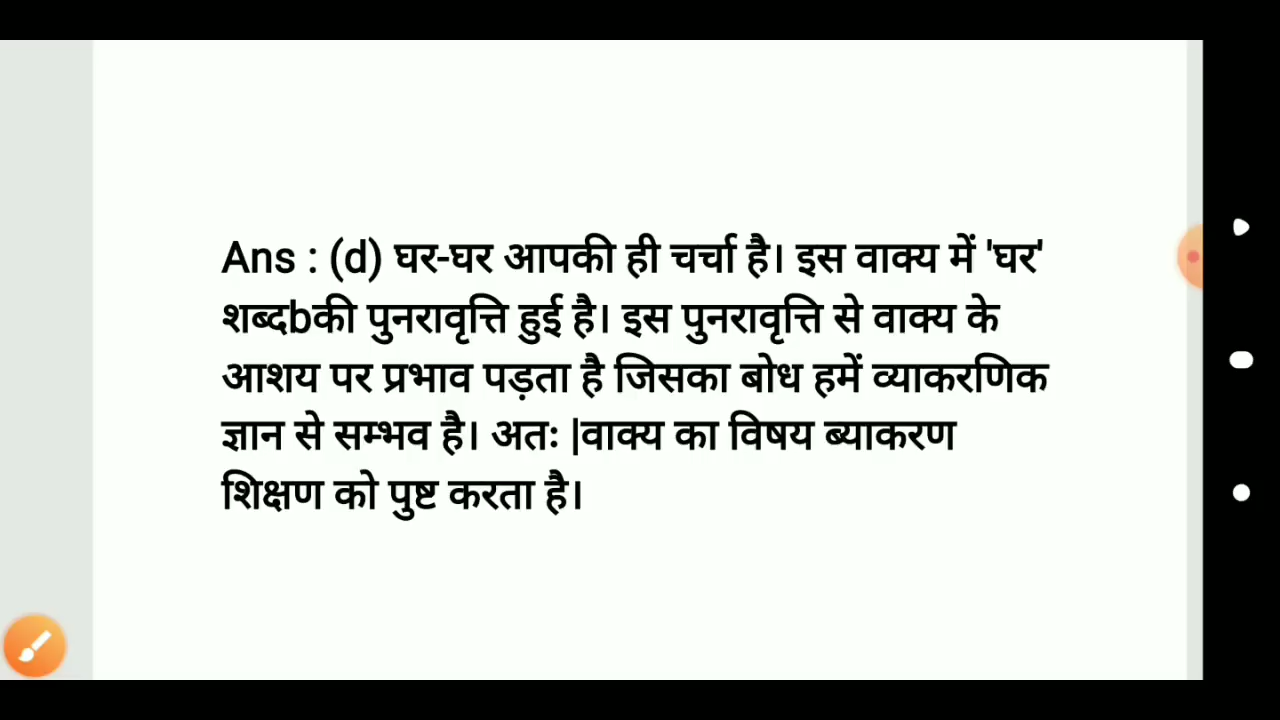 Ans : (d) घर-घर आपकी ही चर्चा है। इस वाक्य में 'घर'
शब्दbकी पुनरावृत्ति हुई है। इस पुनरावृत्ति से वाक्य के
आशय पर प्रभाव पड़ता है जिसका बोध हमें व्याकरणिक
ज्ञान से सम्भव है। अतः |वाक्य का विषय ब्याकरण
शिक्षण को पुष्ट करता है।